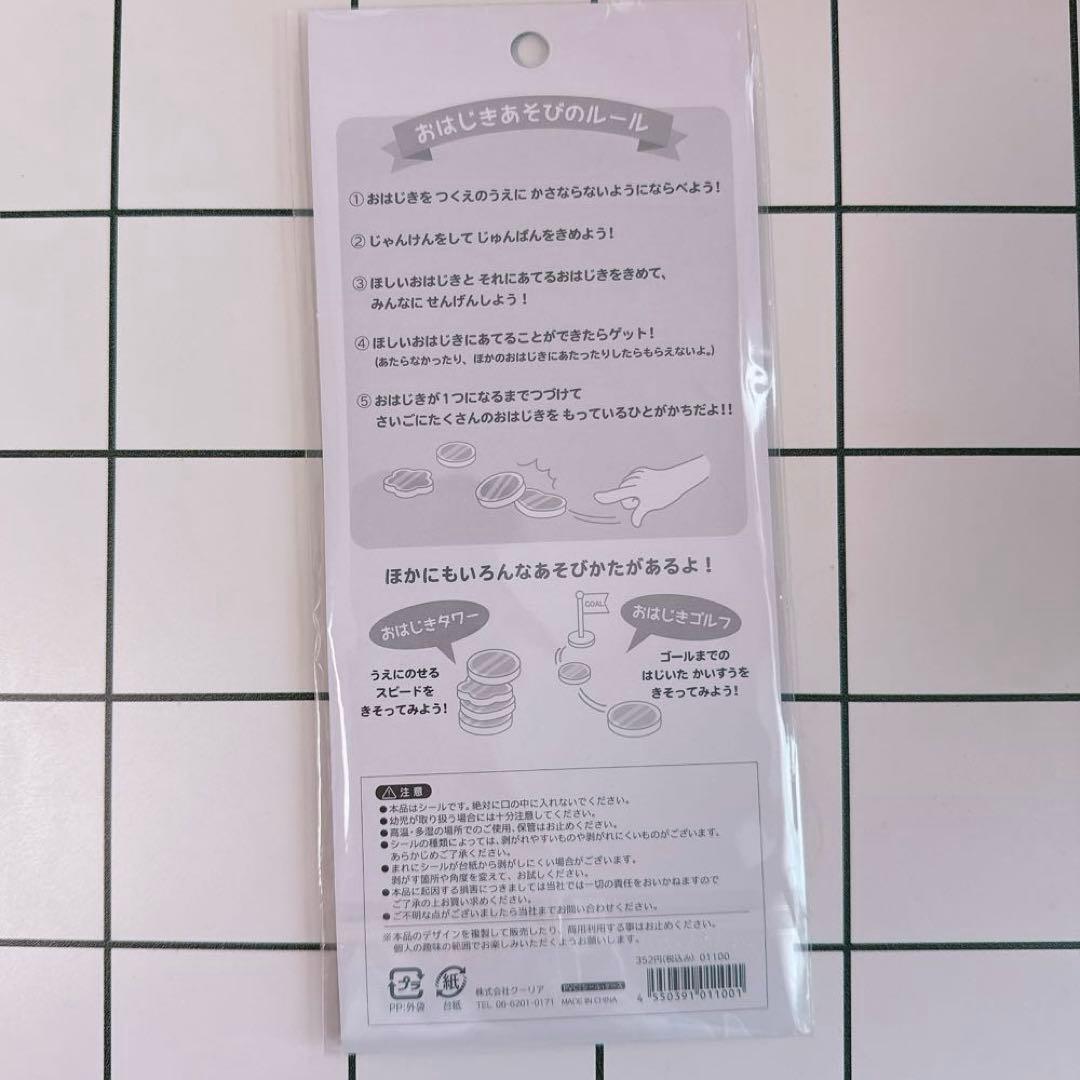 おはじきあそびのルール
① おはじきを つくえのうえに かさならないようにならべよう！
② じゃんけんをして じゅんばんをきめよう！
③ ほしいおはじきと それにあてるおはじきをきめて、
みんなに せんげんしよう！
④ ほしいおはじきにあてることができたらゲット！
(あたらなかったり、ほかのおはじきにあたったりしたらもらえないよ。)
⑤ おはじきが1つになるまでつづけて
さいごにたくさんのおはじきを もっているひとがかちだよ！！
ほかにもいろんなあそびかたがあるよ！
おはじきタワー
うえにのせる
スピードを
きそってみよう！
GOAL
おはじきゴルフ
ゴールまでの
はじいた かいすうを
きそってみよう！
⚠注意
●本品はシールです。絶対に口の中に入れないでください。
●幼児が取り扱う場合には十分注意してください。
●高温・多湿の場所でのご使用、保管はお止めください。
●シールの種類によっては、剥がれやすいものや剥がれにくいものがございます。
あらかじめご了承ください。
●まれにシールが台紙から剥がしにくい場合がございます。
剥がす箇所や角度を変えて、お試しください。
●本品に起因する損害につきましては当社では一切の責任をおいかねますので
ご了承の上お買い求めください。
●ご不明な点がございましたら当社までお問い合わせください。
※本品のデザインを複製して販売したり、商用利用する事はお止めください。
個人の趣味の範囲でお楽しみいただくようお願いします。
352円(税込み) 01100
プラ
PP:外袋
紙
台紙
株式会社クーリア
TEL 06-6201-0171
MADE IN CHINA
4 550391 011001